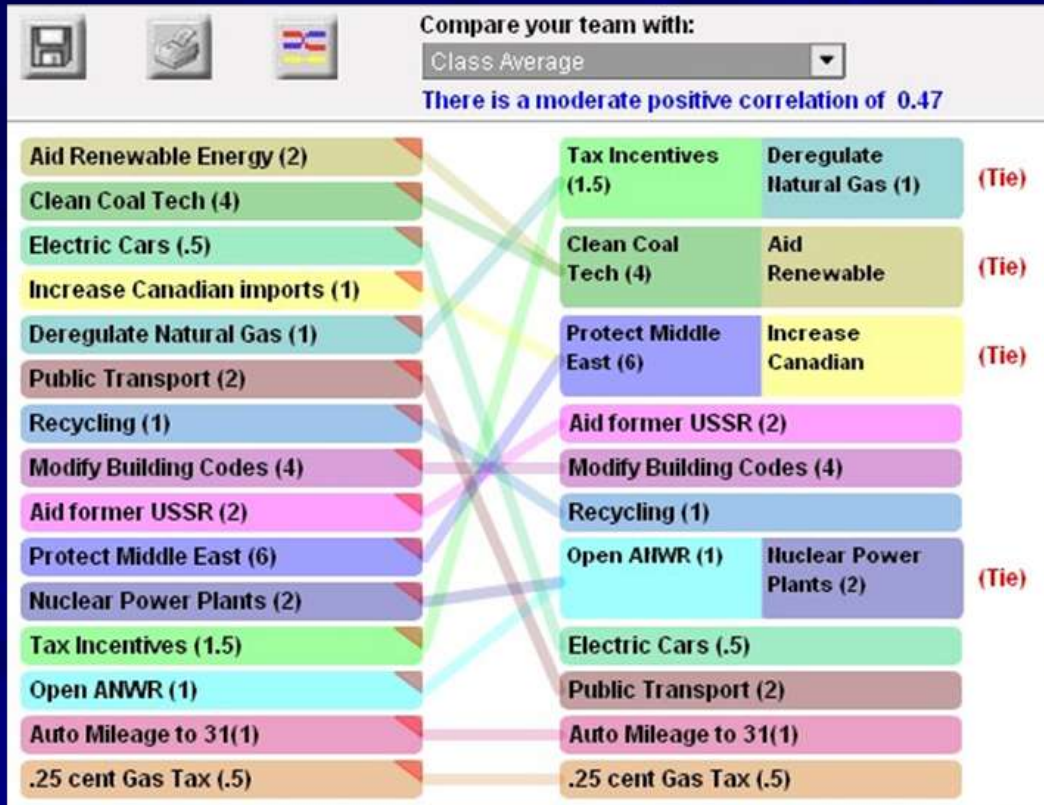 Compare your team with:
Class Average
There is a moderate positive correlation of 0.47
Aid Renewable Energy (2)
Clean Coal Tech (4)
Electric Cars (.5)
Increase Canadian imports (1)
Deregulate Natural Gas (1)
Public Transport (2)
Recycling (1)
Modify Building Codes (4)
Aid former USSR (2)
Protect Middle East (6)
Nuclear Power Plants (2)
Tax Incentives (1.5)
Open ANWR (1)
Auto Mileage to 31(1)
.25 cent Gas Tax (.5)
Tax Incentives
(1.5)
Deregulate
Natural Gas (1)
(Tie)
Clean Coal
Tech (4)
Aid
Renewable
(Tie)
Protect Middle
East (6)
Increase
Canadian
(Tie)
Aid former USSR (2)
Modify Building Codes (4)
Recycling (1)
Open ANWR (1)
Nuclear Power
Plants (2)
(Tie)
Electric Cars (.5)
Public Transport (2)
Auto Mileage to 31(1)
.25 cent Gas Tax (.5)